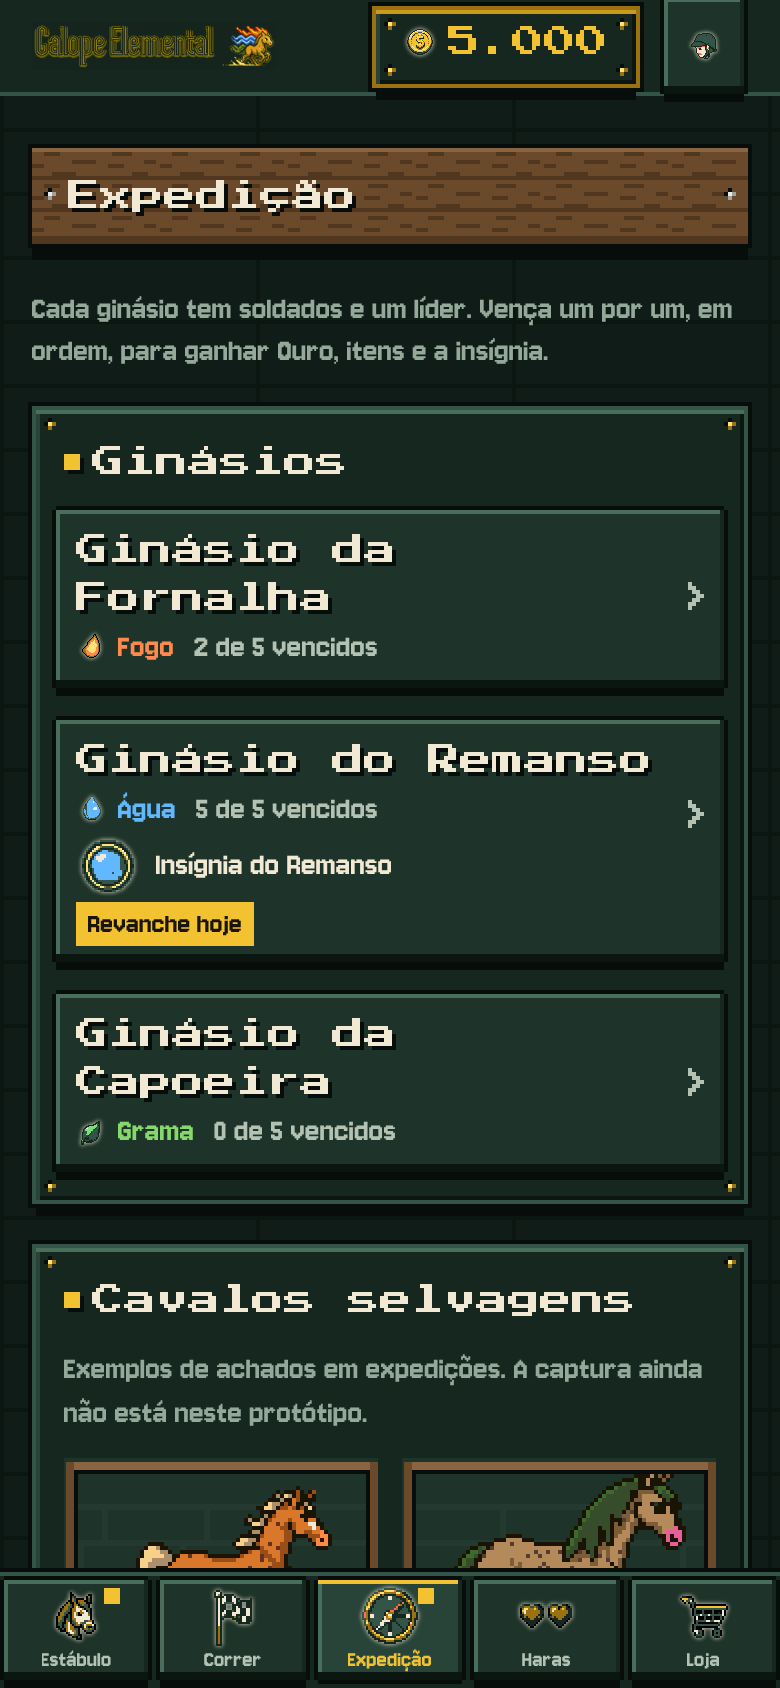 Galope Elemental
5.000
Expedição
Cada ginásio tem soldados e um líder. Vença um por um, em
ordem, para ganhar Ouro, itens e a insígnia.
Ginásios
Ginásio da
Fornalha
Fogo 2 de 5 vencidos
Ginásio do Remanso
Água 5 de 5 vencidos
Insígnia do Remanso
Revanche hoje
Ginásio da
Capoeira
Grama 0 de 5 vencidos
Cavalos selvagens
Exemplos de achados em expedições. A captura ainda
não está neste protótipo.
Estábulo
Correr
Expedição
Haras
Loja